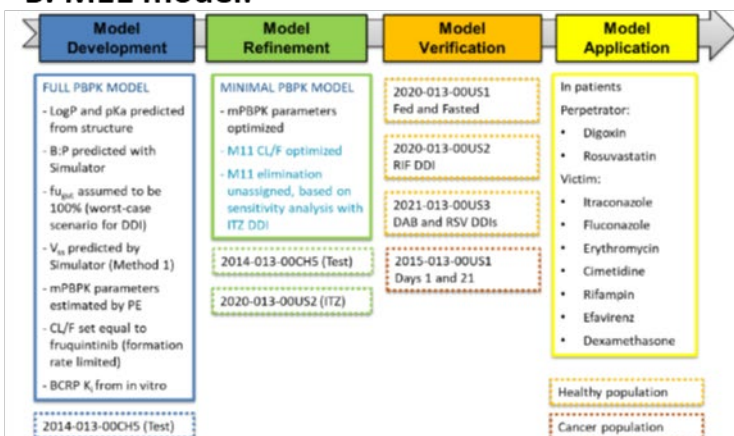 B. M11 model:
Model
Development
Model
Refinement
Model
Verification
Model
Application
FULL PBPK MODEL
- LogP and pKa predicted
from structure
- B:P predicted with
Simulator
- fugut assumed to be
100% (worst-case
scenario for DDI)
- Vss predicted by
Simulator (Method 1)
- mPBPK parameters
estimated by PE
- CL/F set equal to
fruquintinib (formation
rate limited)
- BCRP Ki from in vitro
2014-013-00CH5 (Test)
MINIMAL PBPK MODEL
- mPBPK parameters
optimized
- M11 CL/F optimized
- M11 elimination
unassigned, based on
sensitivity analysis with
ITZ DDI
2014-013-00CH5 (Test)
2020-013-00US2 (ITZ)
2020-013-00US1
Fed and Fasted
2020-013-00US2
RIF DDI
2021-013-00US3
DAB and RSV DDIs
2015-013-00US1
Days 1 and 21
In patients
Perpetrator:
• Digoxin
• Rosuvastatin
Victim:
• Itraconazole
• Fluconazole
• Erythromycin
• Cimetidine
• Rifampin
• Efavirenz
• Dexamethasone
Healthy population
Cancer population